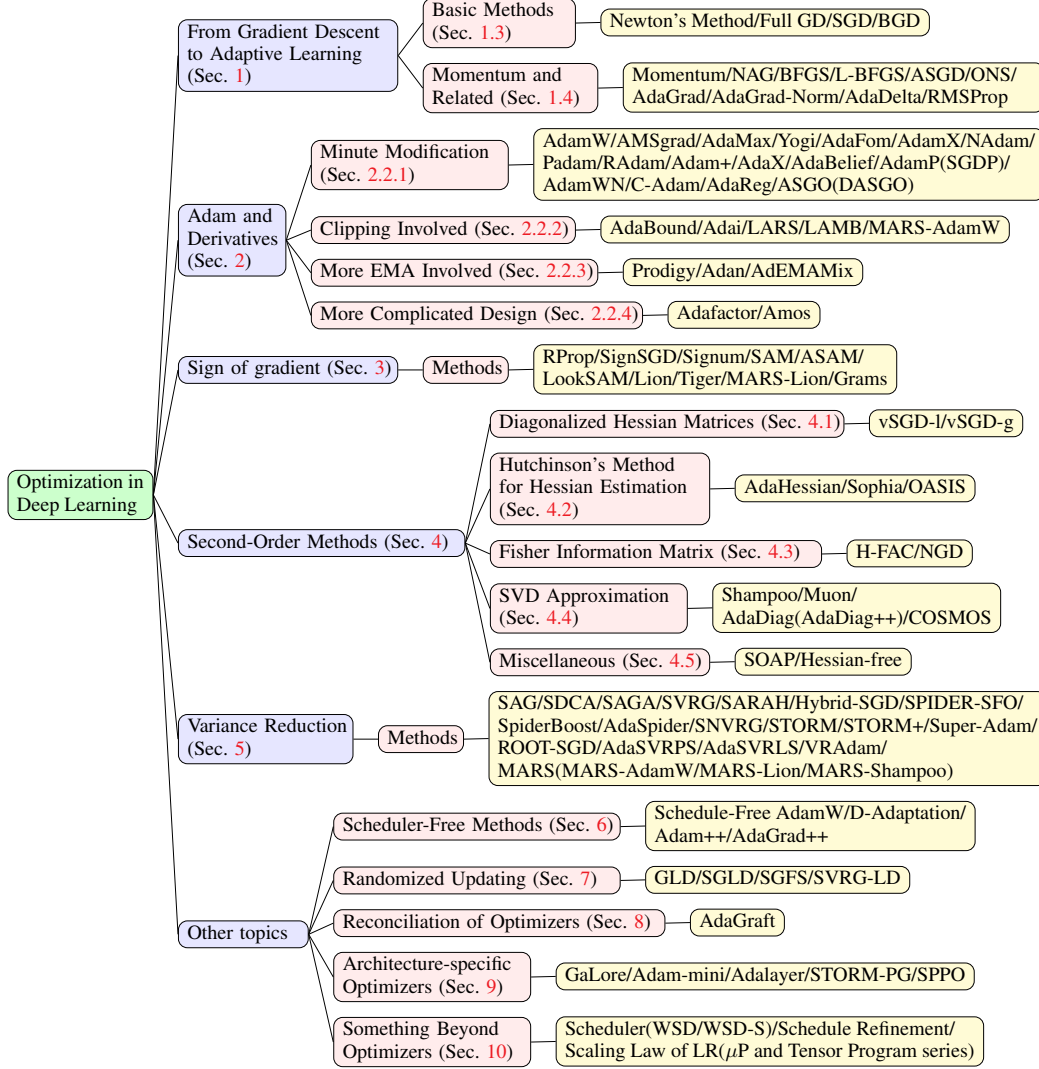 Optimization in
Deep Learning
From Gradient Descent
to Adaptive Learning
(Sec. 1)
Basic Methods
(Sec. 1.3)
Newton's Method/Full GD/SGD/BGD
Momentum and
Related (Sec. 1.4)
Momentum/NAG/BFGS/L-BFGS/ASGD/ONS/
AdaGrad/AdaGrad-Norm/AdaDelta/RMSProp
Adam and
Derivatives
(Sec. 2)
Minute Modification
(Sec. 2.2.1)
AdamW/AMSgrad/AdaMax/Yogi/AdaFom/AdamX/NAdam/
Padam/RAdam/Adam+/AdaX/AdaBelief/AdamP(SGDP)/
AdamWN/C-Adam/AdaReg/ASGO(DASGO)
Clipping Involved (Sec. 2.2.2)
AdaBound/Adai/LARS/LAMB/MARS-AdamW
More EMA Involved (Sec. 2.2.3)
Prodigy/Adan/AdEMAMix
More Complicated Design (Sec. 2.2.4)
Adafactor/Amos
Sign of gradient (Sec. 3)
Methods
RProp/SignSGD/Signum/SAM/ASAM/
LookSAM/Lion/Tiger/MARS-Lion/Grams
Second-Order Methods (Sec. 4)
Diagonalized Hessian Matrices (Sec. 4.1)
vSGD-l/vSGD-g
Hutchinson's Method
for Hessian Estimation
(Sec. 4.2)
AdaHessian/Sophia/OASIS
Fisher Information Matrix (Sec. 4.3)
H-FAC/NGD
SVD Approximation
(Sec. 4.4)
Shampoo/Muon/
AdaDiag(AdaDiag++)/COSMOS
Miscellaneous (Sec. 4.5)
SOAP/Hessian-free
Variance Reduction
(Sec. 5)
Methods
SAG/SDCA/SAGA/SVRG/SARAH/Hybrid-SGD/SPIDER-SFO/
SpiderBoost/AdaSpider/SNVRG/STORM/STORM+/Super-Adam/
ROOT-SGD/AdaSVRPS/AdaSVRLS/VRAdam/
MARS(MARS-AdamW/MARS-Lion/MARS-Shampoo)
Other topics
Scheduler-Free Methods (Sec. 6)
Schedule-Free AdamW/D-Adaptation/
Adam++/AdaGrad++
Randomized Updating (Sec. 7)
GLD/SGLD/SGFS/SVRG-LD
Reconciliation of Optimizers (Sec. 8)
AdaGraft
Architecture-specific
Optimizers (Sec. 9)
GaLore/Adam-mini/Adalayer/STORM-PG/SPPO
Something Beyond
Optimizers (Sec. 10)
Scheduler(WSD/WSD-S)/Schedule Refinement/
Scaling Law of LR(μP and Tensor Program series)